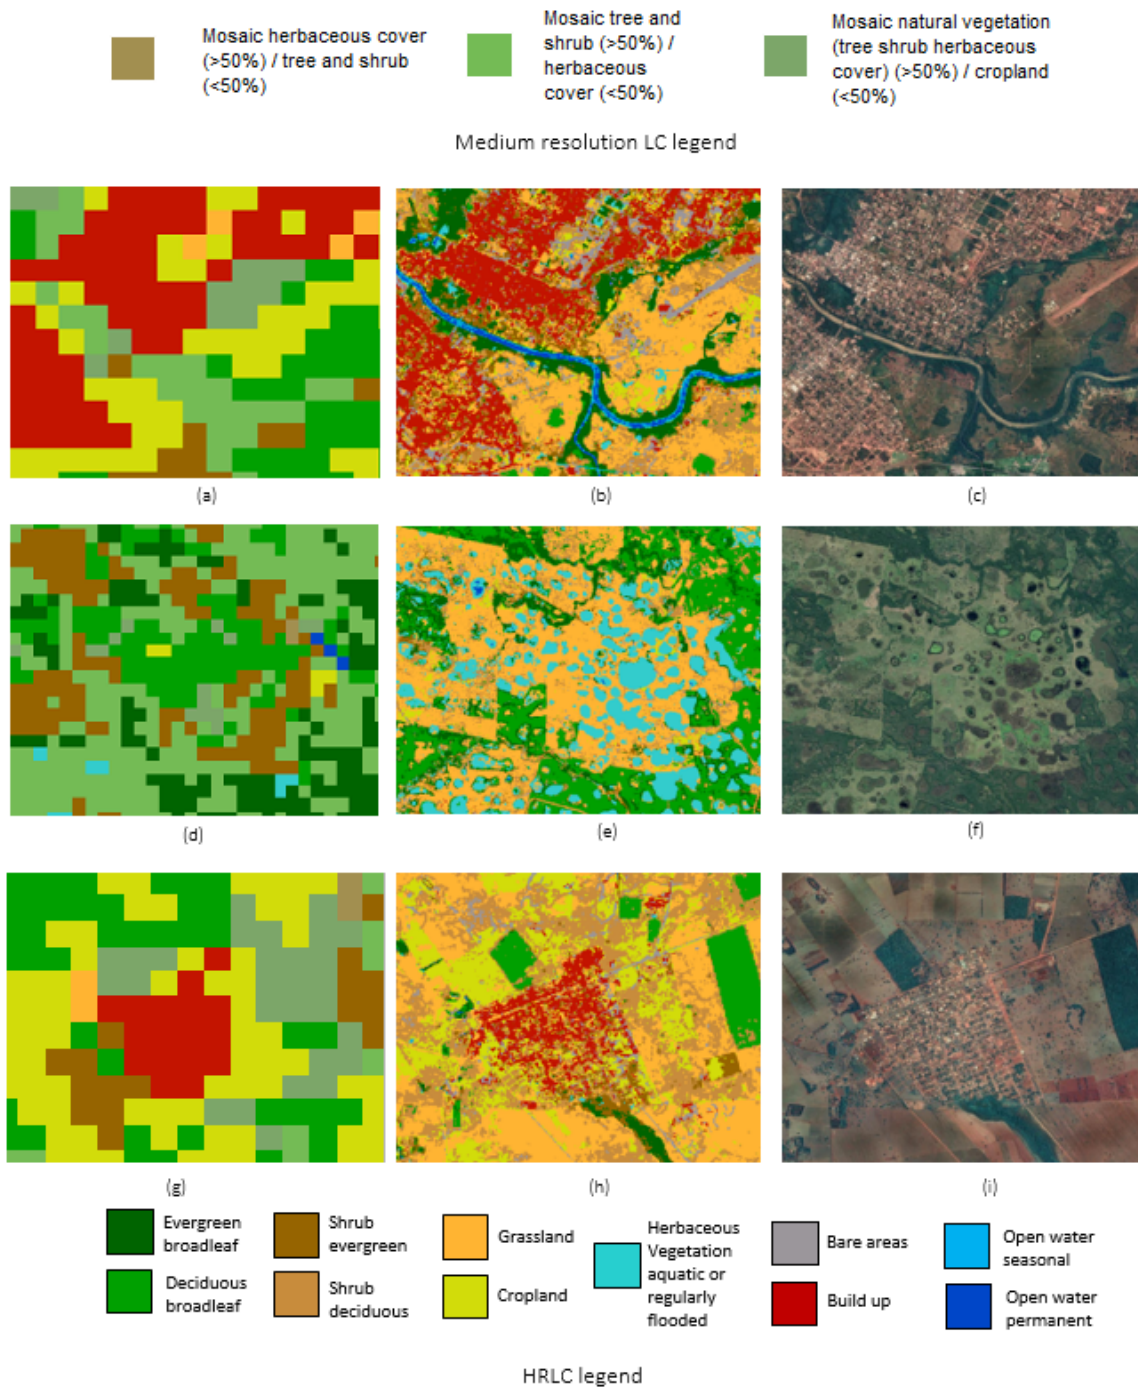 Mosaic herbaceous cover
(>50%) / tree and shrub
(<50%)
Mosaic tree and
shrub (>50%) /
herbaceous
cover (<50%)
Mosaic natural vegetation
(tree shrub herbaceous
cover) (>50%) / cropland
(<50%)
Medium resolution LC legend
(a)
(b)
(c)
(d)
(e)
(f)
(g)
(h)
(i)
Evergreen
broadleaf
Deciduous
broadleaf
Shrub
evergreen
Shrub
deciduous
Grassland
Cropland
Herbaceous
Vegetation
aquatic or
regularly
flooded
Bare areas
Build up
Open water
seasonal
Open water
permanent
HRLC legend